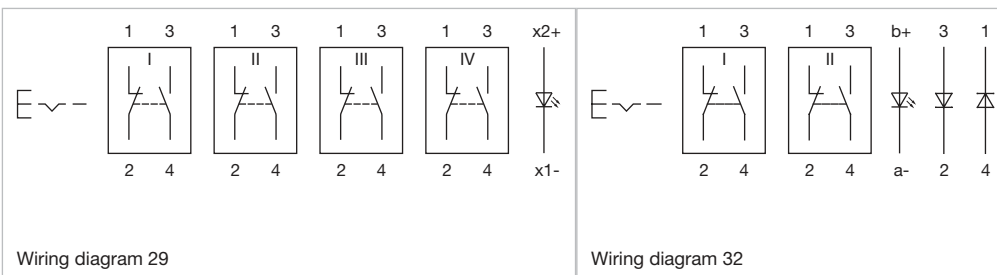 1 3 1 3 1 3 1 3 x2+
I II III IV
2 4 2 4 2 4 2 4 x1-
Wiring diagram 29
1 3 1 3 b+ 3 1
I II
2 4 2 4 a- 2 4
Wiring diagram 32